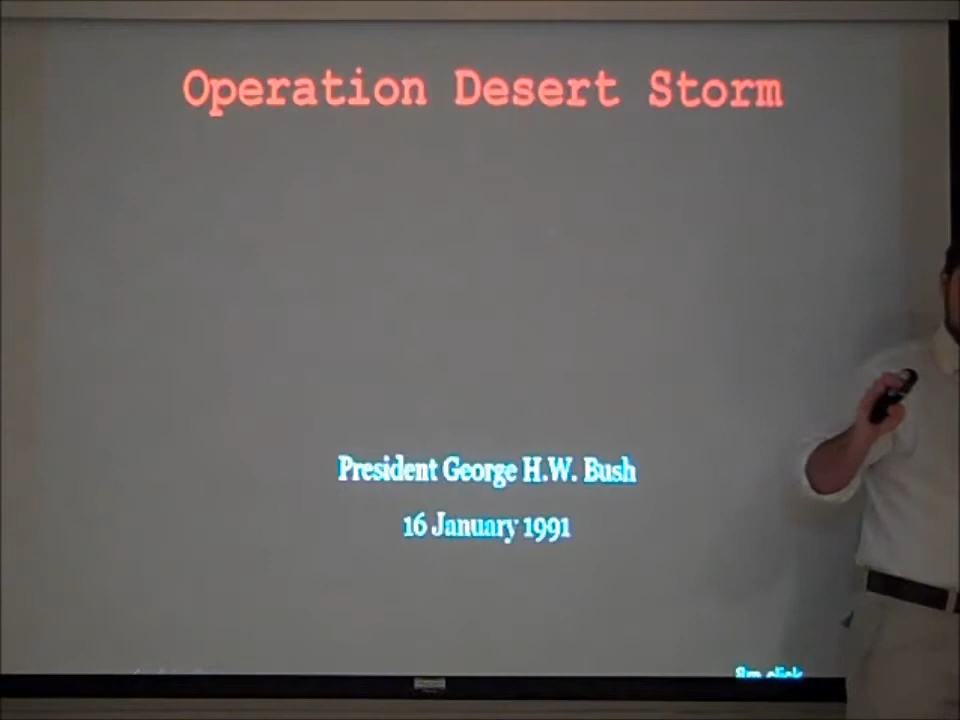 Operation Desert Storm
President George H.W. Bush
16 January 1991